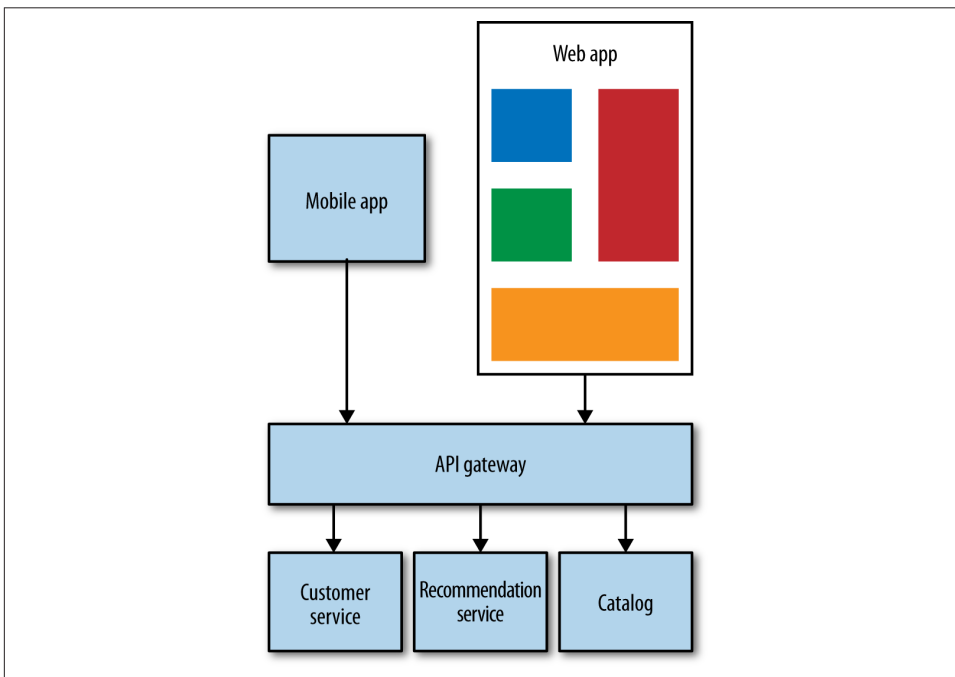 Web app
Mobile app
API gateway
Customer
service
Recommendation
service
Catalog